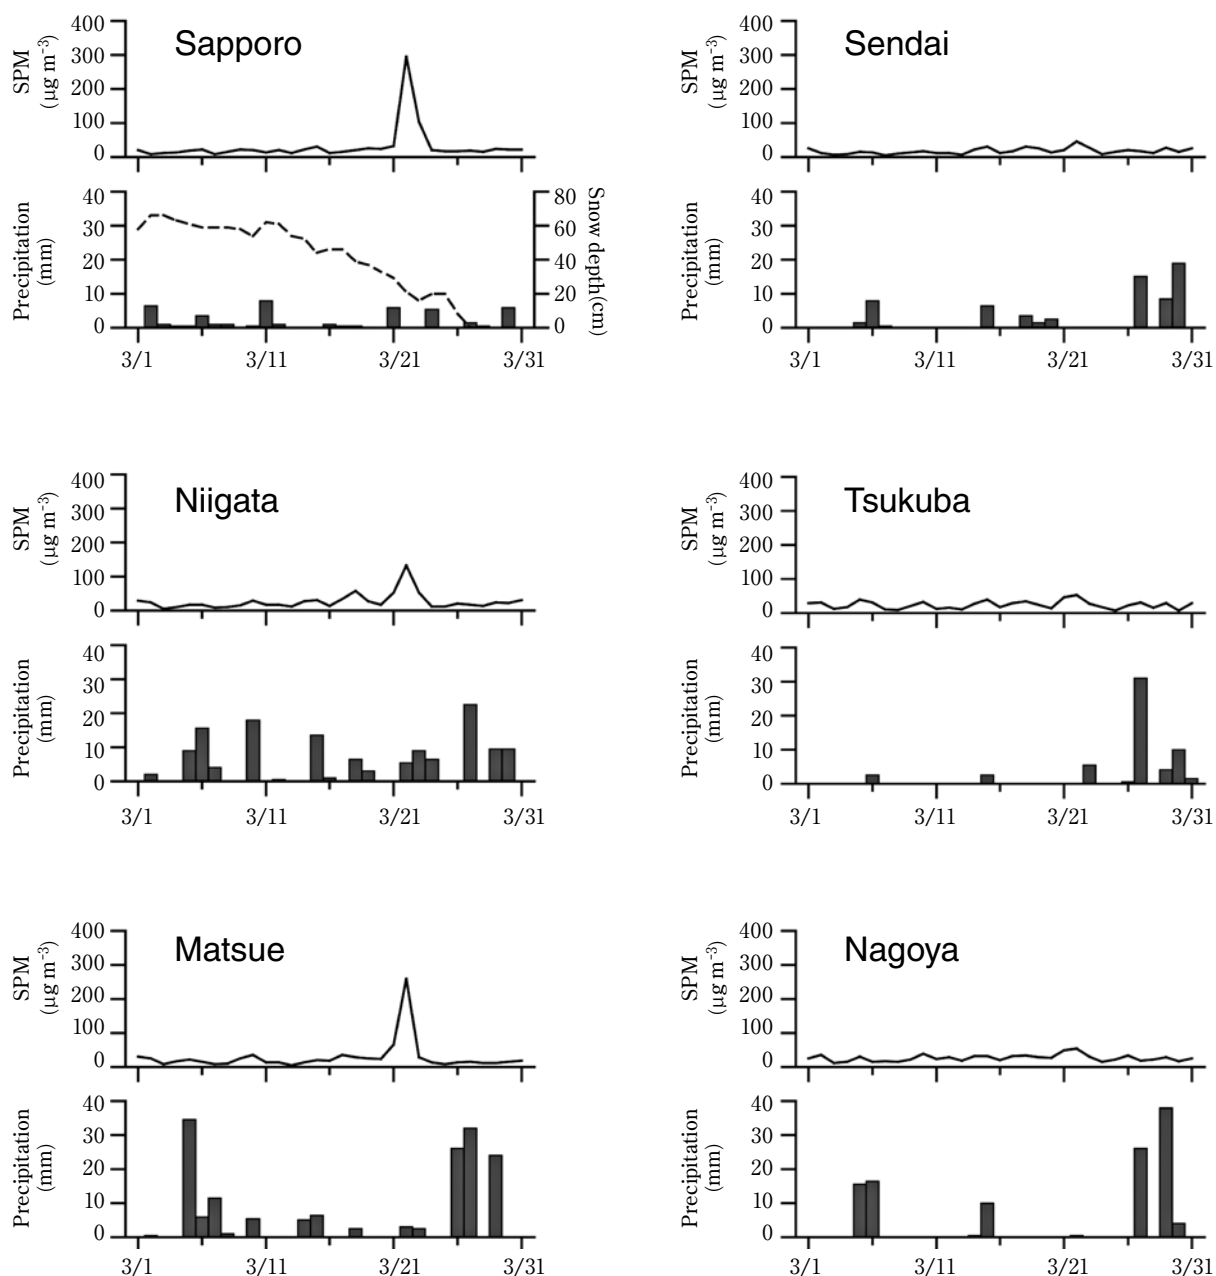 Sapporo
SPM
(µg m⁻³)
400
300
200
100
0
Precipitation
(mm)
40
30
20
10
0
80
60
40
20
0
Snow depth(cm)
3/1
3/11
3/21
3/31
Sendai
SPM
(µg m⁻³)
400
300
200
100
0
Precipitation
(mm)
40
30
20
10
0
3/1
3/11
3/21
3/31
Niigata
SPM
(µg m⁻³)
400
300
200
100
0
Precipitation
(mm)
40
30
20
10
0
3/1
3/11
3/21
3/31
Tsukuba
SPM
(µg m⁻³)
400
300
200
100
0
Precipitation
(mm)
40
30
20
10
0
3/1
3/11
3/21
3/31
Matsue
SPM
(µg m⁻³)
400
300
200
100
0
Precipitation
(mm)
40
30
20
10
0
3/1
3/11
3/21
3/31
Nagoya
SPM
(µg m⁻³)
400
300
200
100
0
Precipitation
(mm)
40
30
20
10
0
3/1
3/11
3/21
3/31